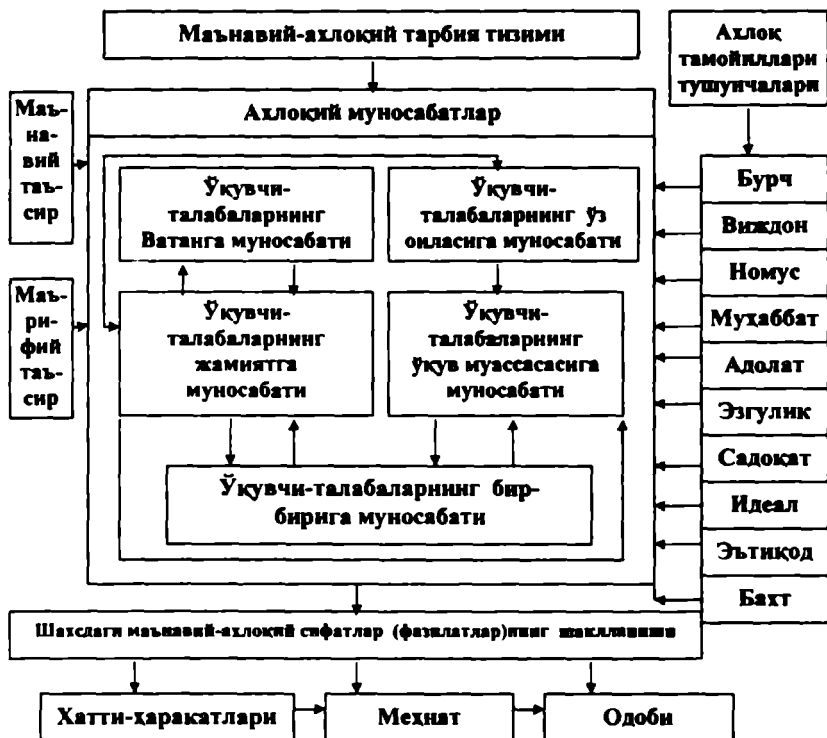 Маънавий-ахлоқий тарбия тизими
Ахлоқ
тамойиллари
тушунчалари
Маъ-
на-
вий
таъ-
сир
Ахлоқий муносабатлар
Ўқувчи-
талабаларнинг
Ватанга муносабати
Ўқувчи-
талабаларнинг ўз
оиласига муносабати
Маъ-
ри-
фий
таъ-
сир
Ўқувчи-
талабаларнинг
жамиятга
муносабати
Ўқувчи-
талабаларнинг
ўқув муассасасига
муносабати
Ўқувчи-талабаларнинг бир-
бирига муносабати
Бурч
Виждон
Номус
Муҳаббат
Адолат
Эзгулик
Садоқат
Идеал
Эътиқод
Бахт
Шахсдаги маънавий-ахлоқий сифатлар (фазилатлар)нинг шаклланиши
Хатти-ҳаракатлари
Меҳнат
Одоби